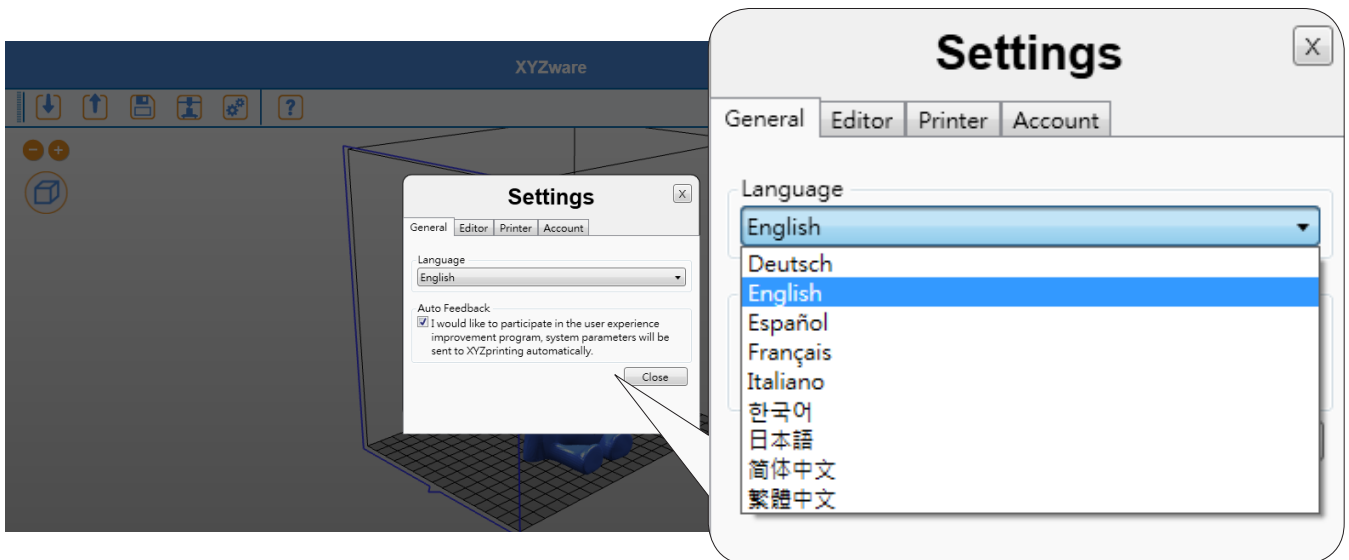 XYZware
?
Settings
X
General Editor Printer Account
Language
English
Auto Feedback
I would like to participate in the user experience
improvement program, system parameters will be
sent to XYZprinting automatically.
Close
Settings
X
General Editor Printer Account
Language
English
Deutsch
English
Español
Français
Italiano
한국어
日本語
简体中文
繁體中文